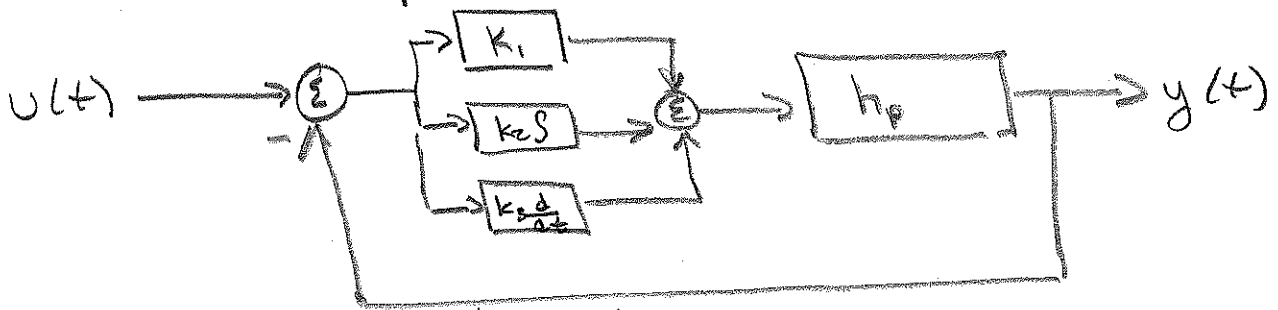 k₁
U(t)
Σ
k₂∫
Σ
hₚ
y(t)
−
k₃ d/dt